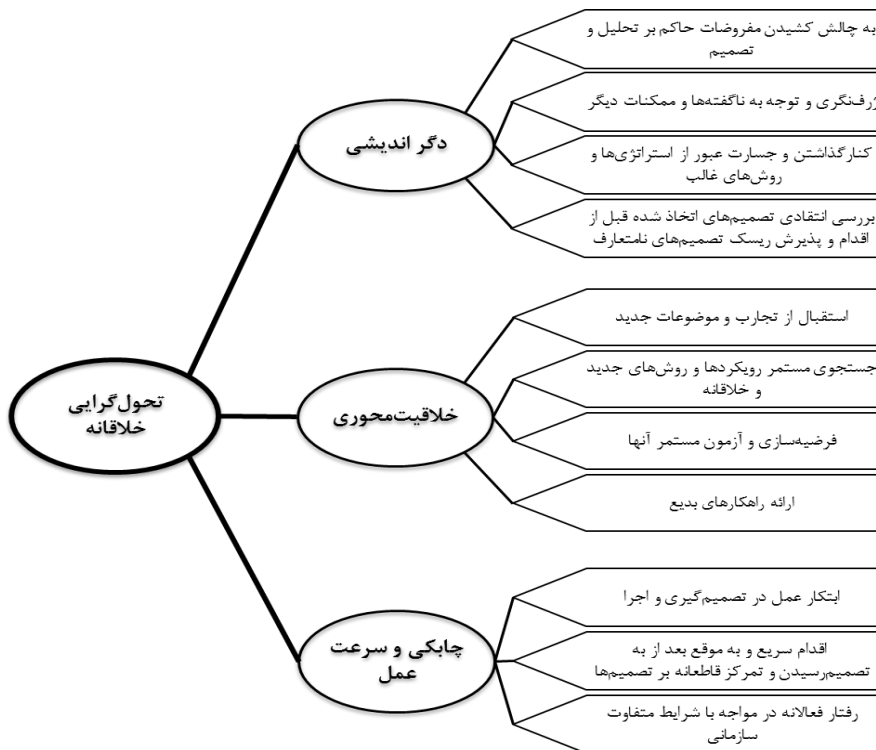 به چالش کشیدن مفروضات حاکم بر تحلیل و
تصمیم
ژرف‌نگری و توجه به ناگفته‌ها و ممکنات دیگر
دگر اندیشی
کنارگذاشتن و جسارت عبور از استراتژی‌ها و
روش‌های غالب
بررسی انتقادی تصمیم‌های اتخاذ شده قبل از
اقدام و پذیرش ریسک تصمیم‌های نامتعارف
استقبال از تجارب و موضوعات جدید
جستجوی مستمر رویکردها و روش‌های جدید
و خلاقانه
تحول‌گرایی
خلاقانه
خلاقیت‌محوری
فرضیه‌سازی و آزمون مستمر آنها
ارائه راهکارهای بدیع
ابتکار عمل در تصمیم‌گیری و اجرا
چابکی و سرعت
عمل
اقدام سریع و به موقع بعد از به
تصمیم‌رسیدن و تمرکز قاطعانه بر تصمیم‌ها
رفتار فعالانه در مواجه با شرایط متفاوت
سازمانی